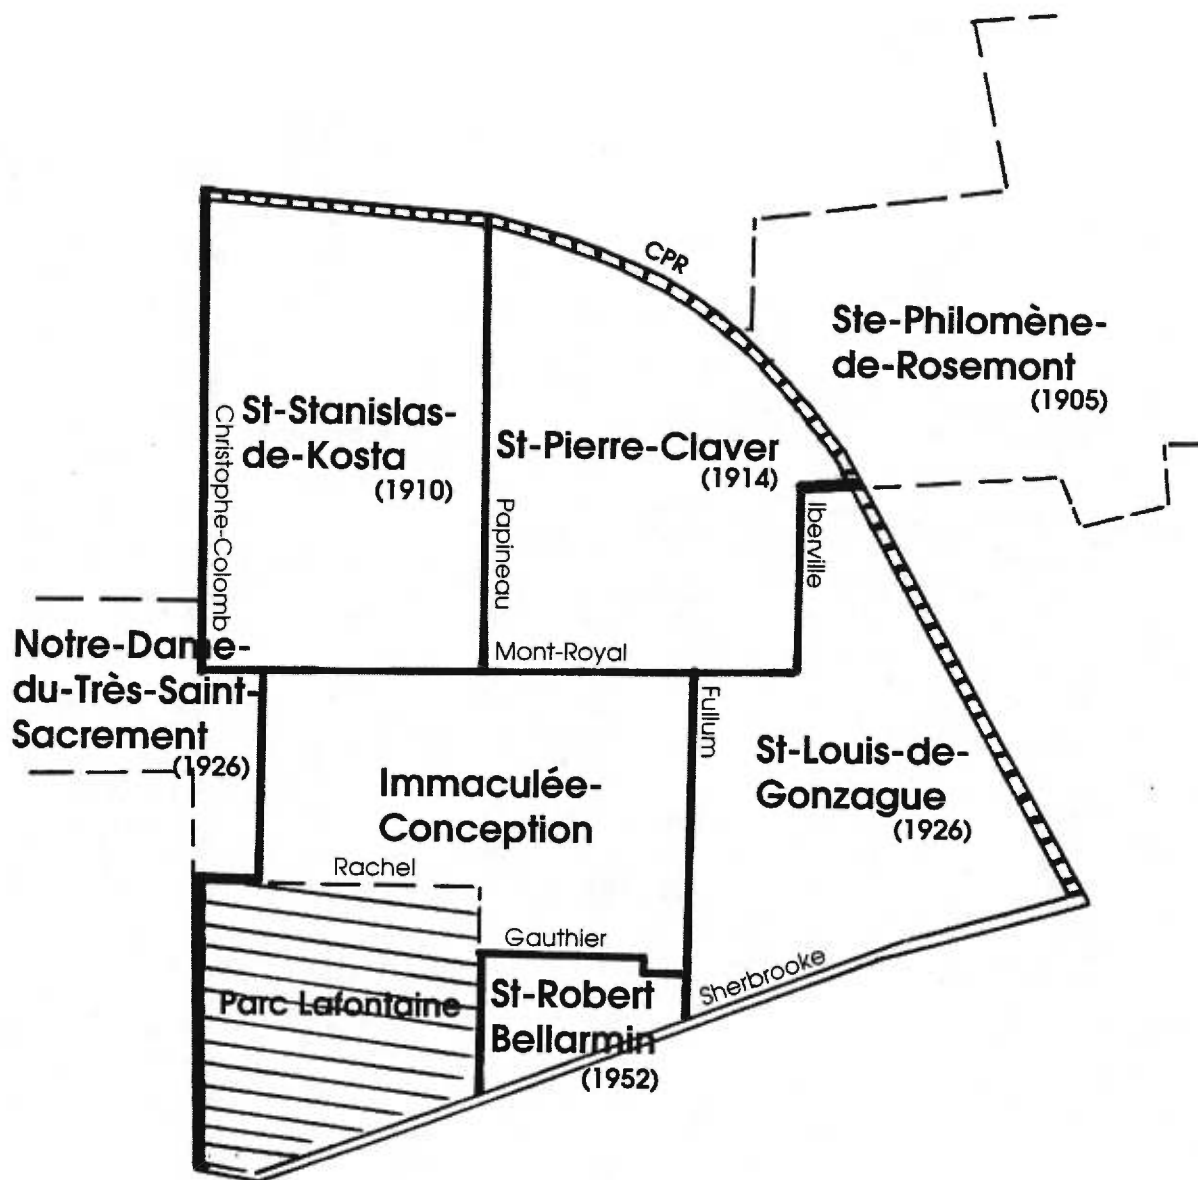 CPR
Ste-Philomène-
de-Rosemont
(1905)
St-Stanislas-
de-Kosta
(1910)
St-Pierre-Claver
(1914)
Christophe-Colomb
Papineau
Iberville
Notre-Dame-
du-Très-Saint-
Sacrement
(1926)
Mont-Royal
Fullum
St-Louis-de-
Gonzague
(1926)
Immaculée-
Conception
Rachel
Gauthier
Sherbrooke
Parc Lafontaine
St-Robert
Bellarmin
(1952)